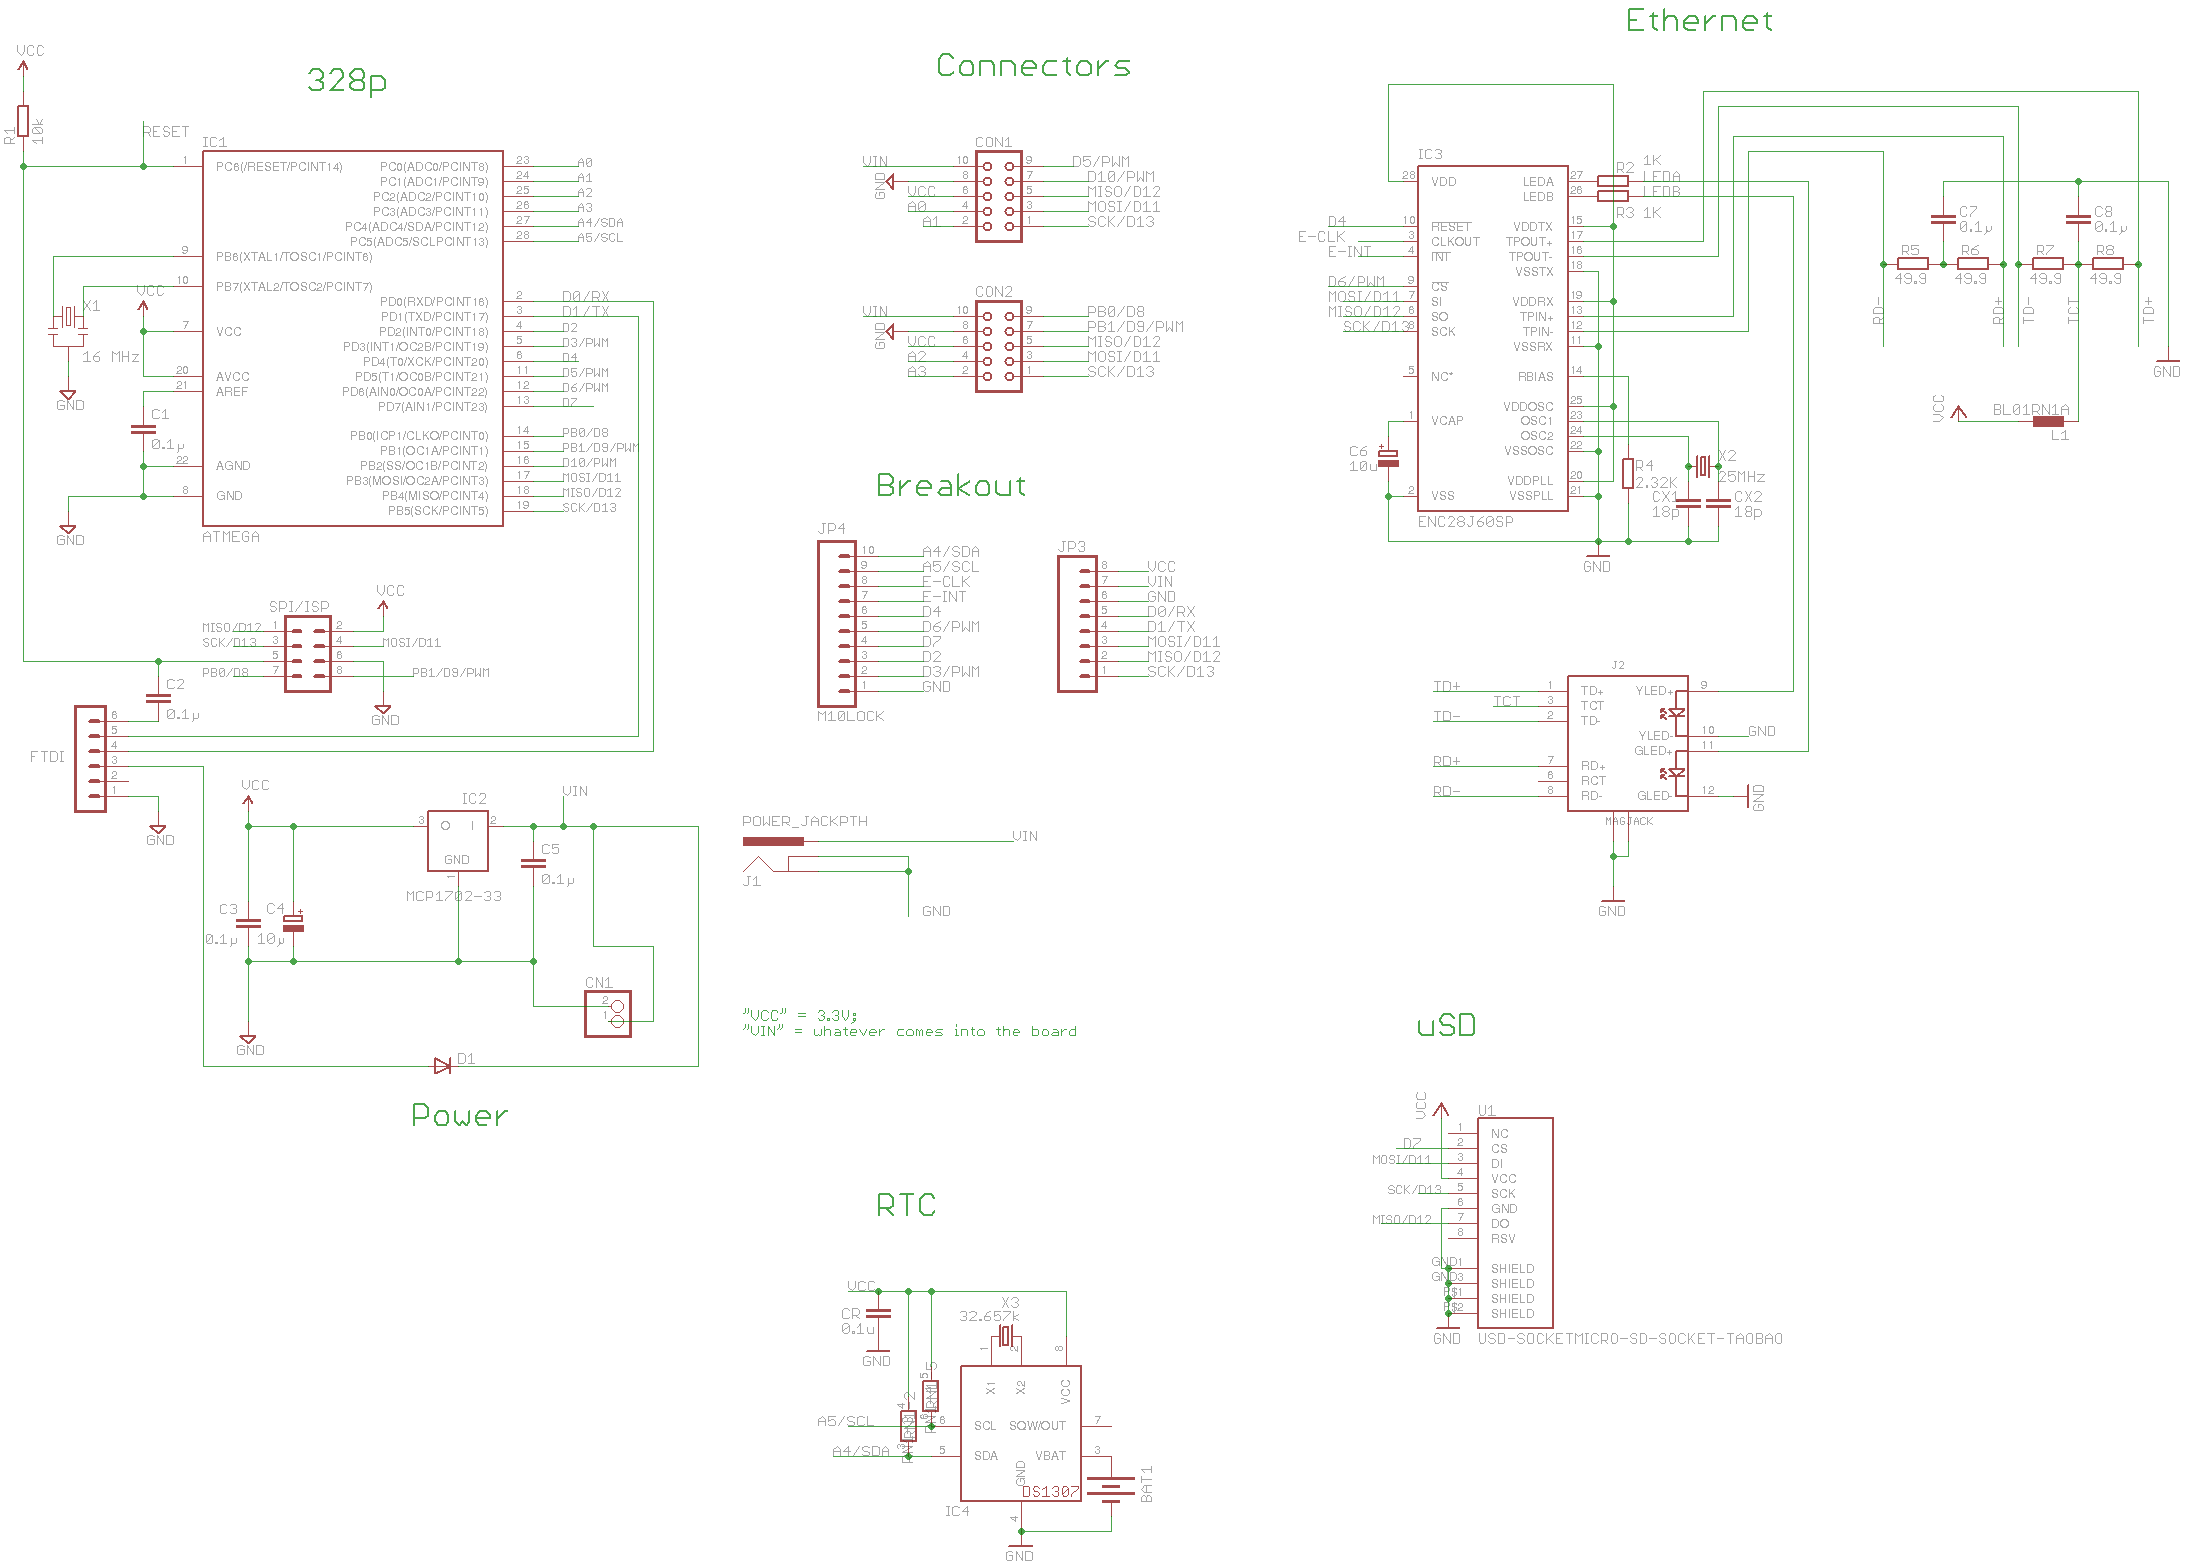 Ethernet
Connectors
328p
VCC
R1
10k
RESET
IC1
1 PC6(/RESET/PCINT14)
PC0(ADC0/PCINT8) 23 A0
PC1(ADC1/PCINT9) 24 A1
PC2(ADC2/PCINT10) 25 A2
PC3(ADC3/PCINT11) 26 A3
PC4(ADC4/SDA/PCINT12) 27 A4/SDA
PC5(ADC5/SCLPCINT13) 28 A5/SCL
9 PB6(XTAL1/TOSC1/PCINT6)
10 PB7(XTAL2/TOSC2/PCINT7)
VCC
X1
16 MHz
GND
PD0(RXD/PCINT16) 2 D0/RX
PD1(TXD/PCINT17) 3 D1/TX
7 VCC
PD2(INT0/PCINT18) 4 D2
PD3(INT1/OC2B/PCINT19) 5 D3/PWM
PD4(T0/XCK/PCINT20) 6 D4
20 AVCC
PD5(T1/OC0B/PCINT21) 11 D5/PWM
21 AREF
PD6(AIN0/OC0A/PCINT22) 12 D6/PWM
PD7(AIN1/PCINT23) 13 D7
C1
0.1µ
PB0(ICP1/CLKO/PCINT0) 14 PB0/D8
PB1(OC1A/PCINT1) 15 PB1/D9/PWM
22 AGND
PB2(SS/OC1B/PCINT2) 16 D10/PWM
PB3(MOSI/OC2A/PCINT3) 17 MOSI/D11
8 GND
PB4(MISO/PCINT4) 18 MISO/D12
PB5(SCK/PCINT5) 19 SCK/D13
GND
ATMEGA
SPI/ISP
VCC
MISO/D12 1 2
SCK/D13 3 4 MOSI/D11
5 6
PB0/D8 7 8 PB1/D9/PWM
GND
C2
0.1µ
FTDI
6
5
4
3
2
1
GND
VCC
IC2
VIN
3 O I 2
GND
1
MCP1702-33
C5
0.1µ
C3
0.1µ
C4
+
10µ
GND
CN1
2
1
D1
Power
CON1
VIN 10 9 D5/PWM
GND 8 7 D10/PWM
VCC 6 5 MISO/D12
A0 4 3 MOSI/D11
A1 2 1 SCK/D13
CON2
VIN 10 9 PB0/D8
GND 8 7 PB1/D9/PWM
VCC 6 5 MISO/D12
A2 4 3 MOSI/D11
A3 2 1 SCK/D13
Breakout
JP4
10 A4/SDA
9 A5/SCL
8 E-CLK
7 E-INT
6 D4
5 D6/PWM
4 D7
3 D2
2 D3/PWM
1 GND
M10LOCK
JP3
8 VCC
7 VIN
6 GND
5 D0/RX
4 D1/TX
3 MOSI/D11
2 MISO/D12
1 SCK/D13
POWER_JACKPTH
VIN
J1
GND
"VCC" = 3.3V;
"VIN" = whatever comes into the board
IC3
28 VDD
LEDA 27
LEDB 26
R2 1K
LEDA
LEDB
R3 1K
D4 10 RESET
E-CLK 3 CLKOUT
E-INT 4 INT
D6/PWM 9 CS
MOSI/D11 7 SI
MISO/D12 6 SO
SCK/D13 8 SCK
5 NC*
1 VCAP
2 VSS
VDDTX 15
TPOUT+ 17
TPOUT- 16
VSSTX 18
VDDRX 19
TPIN+ 13
TPIN- 12
VSSRX 11
RBIAS 14
VDDOSC 25
OSC1 23
OSC2 24
VSSOSC 22
VDDPLL 20
VSSPLL 21
ENC28J60SP
C6
+
10u
R4
2.32K
X2
25MHz
CX1
18p
CX2
18p
GND
C7
0.1µ
C8
0.1µ
R5
49.9
R6
49.9
R7
49.9
R8
49.9
RD-
RD+
TD-
TCT
TD+
GND
VCC
BL01RN1A
L1
J2
TD+ 1 TD+
TCT 3 TCT
TD- 2 TD-
RD+ 7 RD+
6 RCT
RD- 8 RD-
YLED+ 9
YLED- 10 GND
GLED+ 11
GLED- 12 GND
MAGJACK
GND
uSD
VCC
U1
1 NC
D7 2 CS
MOSI/D11 3 DI
4 VCC
SCK/D13 5 SCK
6 GND
MISO/D12 7 DO
8 RSV
GND1 SHIELD
GND3 SHIELD
SHIELD
SHIELD
GND
USD-SOCKETMICRO-SD-SOCKET-TAOBAO
RTC
VCC
CR
0.1u
GND
X3
32.657k
1
2
8
X1
X2
VCC
A5/SCL 6 SCL
SQW/OUT 7
A4/SDA 5 SDA
VBAT 3
GND
DS1307
IC4
4
BAT1
GND